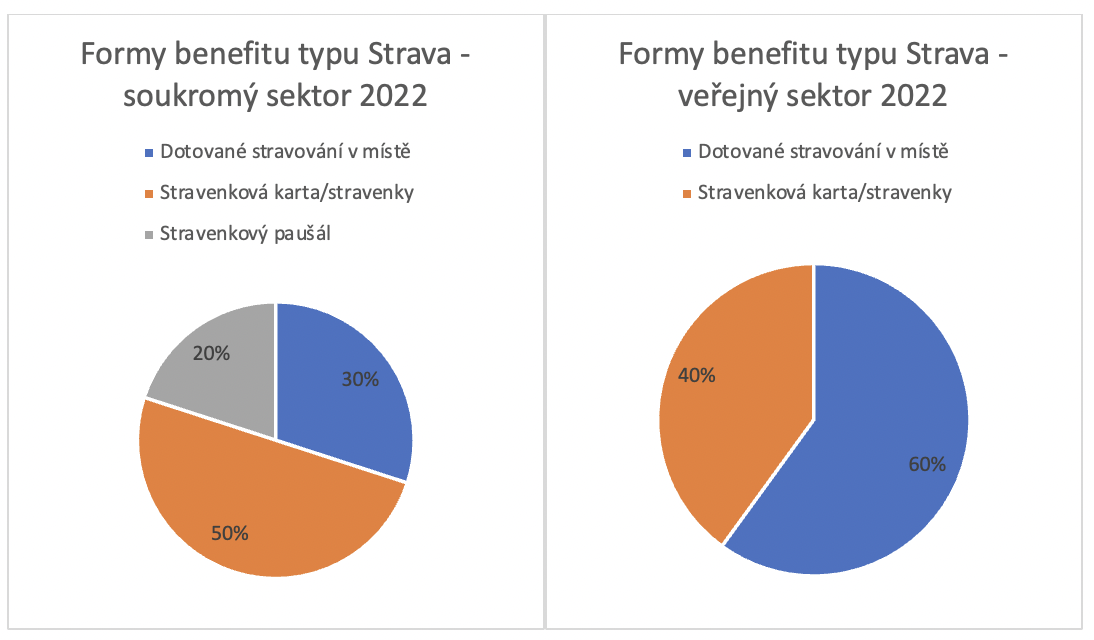 Formy benefitu typu Strava -
soukromý sektor 2022
Dotované stravování v místě
Stravenková karta/stravenky
Stravenkový paušál
20%
30%
50%
Formy benefitu typu Strava -
veřejný sektor 2022
Dotované stravování v místě
Stravenková karta/stravenky
40%
60%